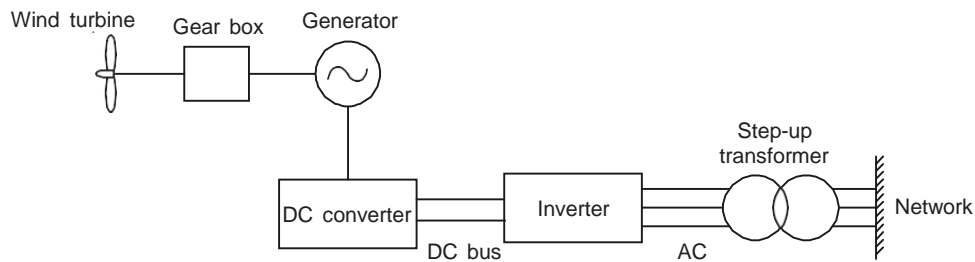 Wind turbine
Gear box
Generator
Step-up
transformer
DC converter
Inverter
Network
DC bus
AC